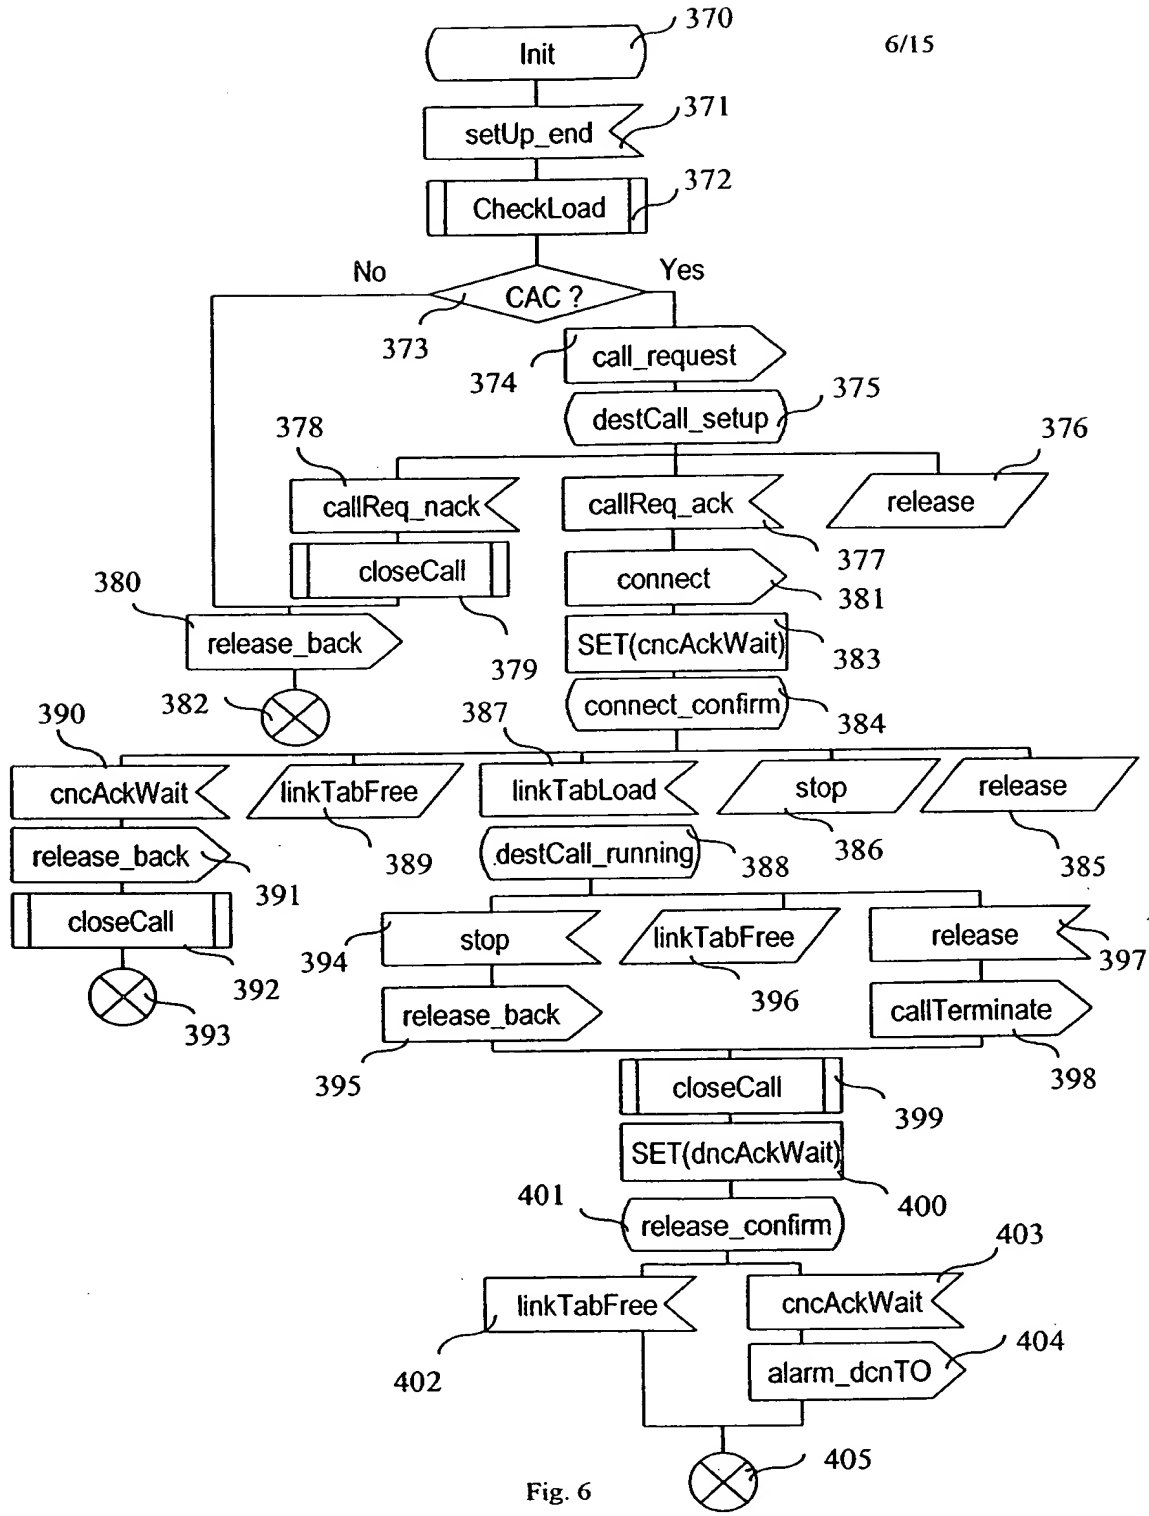 370
6/15
Init
371
setUp_end
372
CheckLoad
No
Yes
CAC ?
373
374
call_request
375
destCall_setup
378
376
callReq_nack
callReq_ack
release
377
380
closeCall
connect
381
release_back
379
SET(cncAckWait)
383
382
connect_confirm
384
390
387
cncAckWait
linkTabFree
linkTabLoad
stop
release
389
386
385
release_back
391
destCall_running
388
closeCall
392
393
394
stop
linkTabFree
396
release
397
release_back
395
callTerminate
398
closeCall
399
SET(dncAckWait)
400
401
release_confirm
403
linkTabFree
402
cncAckWait
404
alarm_dcnTO
405
Fig. 6